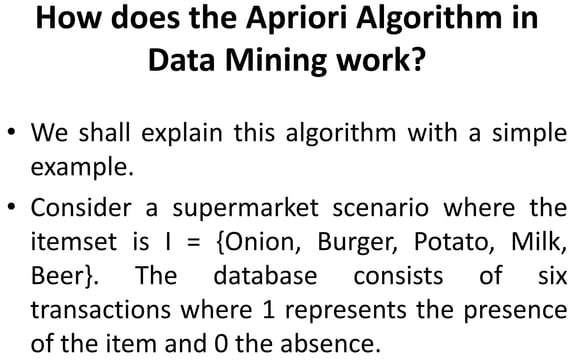 How does the Apriori Algorithm in
Data Mining work?
• We shall explain this algorithm with a simple
example.
• Consider a supermarket scenario where the
itemset is I = {Onion, Burger, Potato, Milk,
Beer}. The database consists of six
transactions where 1 represents the presence
of the item and 0 the absence.